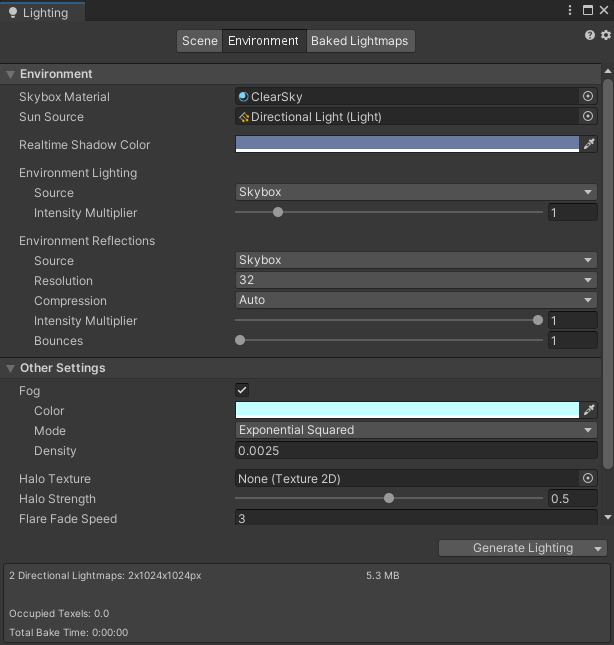 Lighting
Scene Environment Baked Lightmaps
Environment
Skybox Material ClearSky
Sun Source Directional Light (Light)
Realtime Shadow Color
Environment Lighting
Source Skybox
Intensity Multiplier 1
Environment Reflections
Source Skybox
Resolution 32
Compression Auto
Intensity Multiplier 1
Bounces 1
Other Settings
Fog
Color
Mode Exponential Squared
Density 0.0025
Halo Texture None (Texture 2D)
Halo Strength 0.5
Flare Fade Speed 3
Generate Lighting
2 Directional Lightmaps: 2x1024x1024px 5.3 MB
Occupied Texels: 0.0
Total Bake Time: 0:00:00